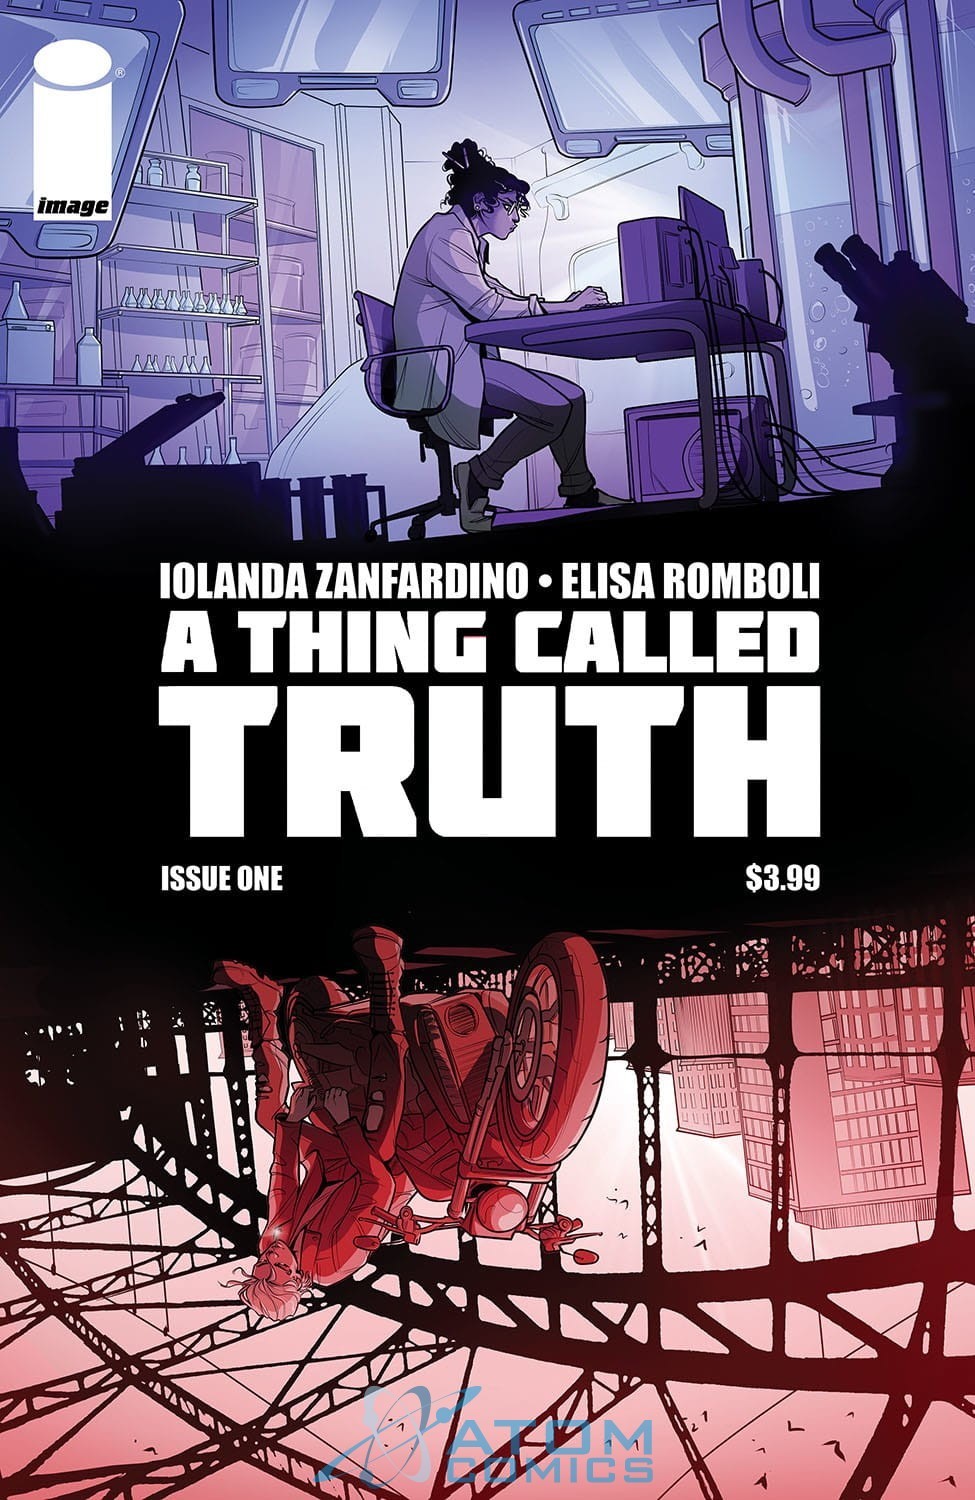 ®
image
IOLANDA ZANFARDINO • ELISA ROMBOLI
A THING CALLED
TRUTH
ISSUE ONE
$3.99
ATOM
COMICS